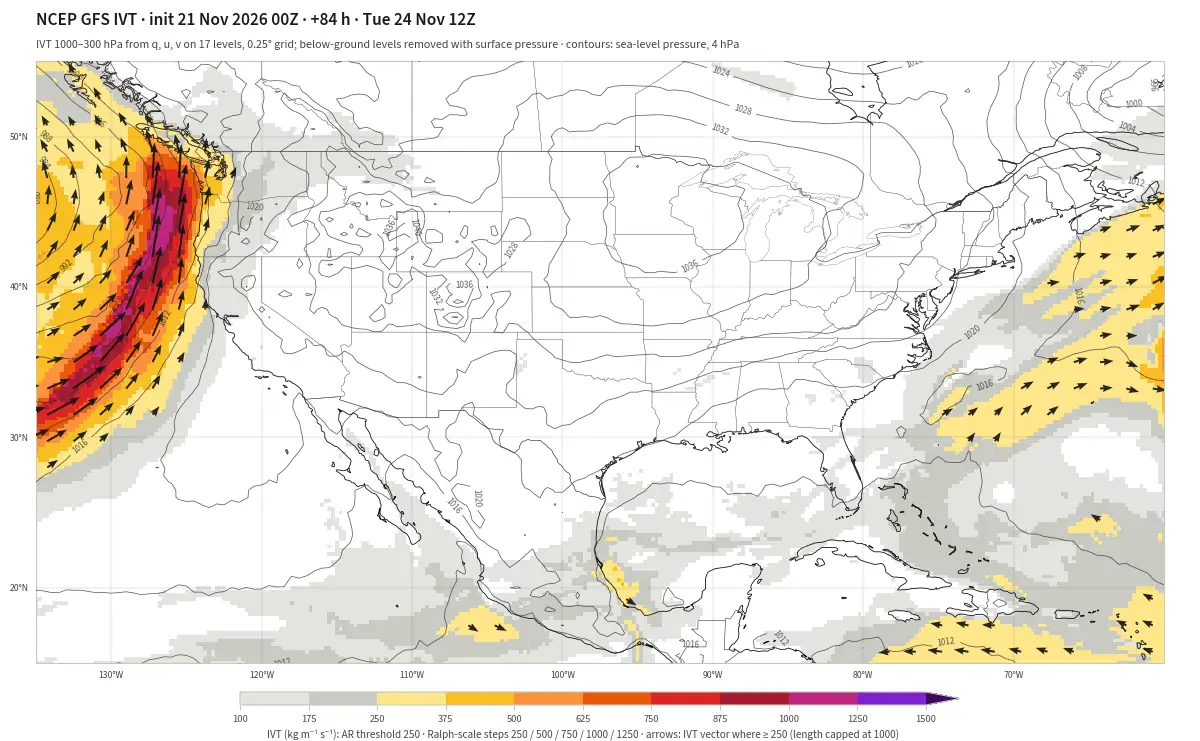 NCEP GFS IVT · init 21 Nov 2026 00Z · +84 h · Tue 24 Nov 12Z
IVT 1000–300 hPa from q, u, v on 17 levels, 0.25° grid; below-ground levels removed with surface pressure · contours: sea-level pressure, 4 hPa
1024
1008
1028
1000
1004
1032
50°N
1012
1020
1036
1028
992
1036
1036
1032
1016
40°N
1020
1016
1016
30°N
1020
1016
20°N
1012
1012
1016
1012
130°W
120°W
110°W
100°W
90°W
80°W
70°W
100
175
250
375
500
625
750
875
1000
1250
1500
IVT (kg m⁻¹ s⁻¹): AR threshold 250 · Ralph-scale steps 250 / 500 / 750 / 1000 / 1250 · arrows: IVT vector where ≥ 250 (length capped at 1000)